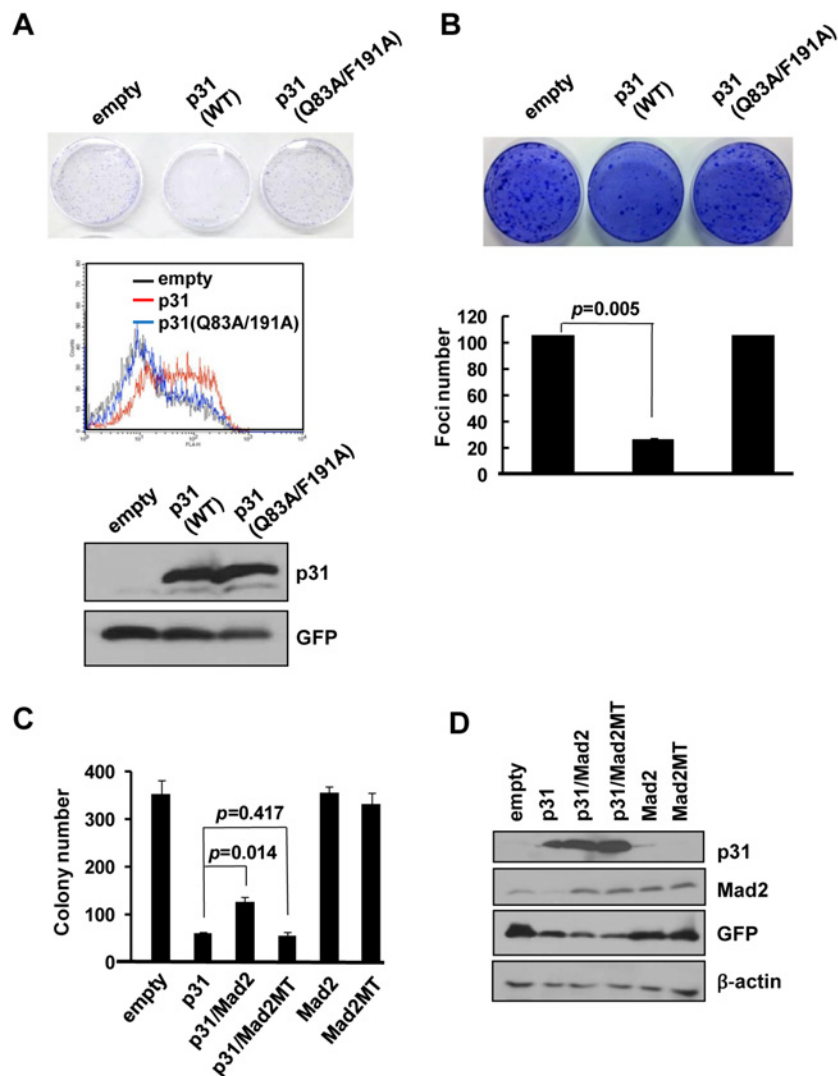 A
empty
p31
(WT)
p31
(Q83A/F191A)
empty
p31
p31(Q83A/191A)
Counts
empty
p31
(WT)
p31
(Q83A/F191A)
p31
GFP
B
empty
p31
(WT)
p31
(Q83A/F191A)
p=0.005
120
100
80
60
40
20
0
Foci number
C
400
300
200
100
0
Colony number
p=0.417
p=0.014
empty
p31
p31/Mad2
p31/Mad2MT
Mad2
Mad2MT
D
empty
p31
p31/Mad2
p31/Mad2MT
Mad2
Mad2MT
p31
Mad2
GFP
β-actin